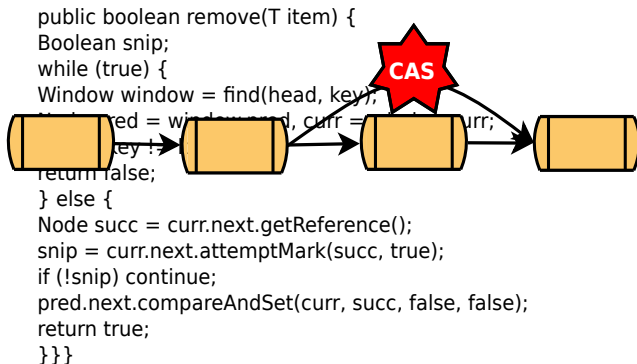 public boolean remove(T item) {
Boolean snip;
while (true) {
CAS
Window window = find(head, key);
= window.pred, curr =
return false;
} else {
Node succ = curr.next.getReference();
snip = curr.next.attemptMark(succ, true);
if (!snip) continue;
pred.next.compareAndSet(curr, succ, false, false);
return true;
}}}